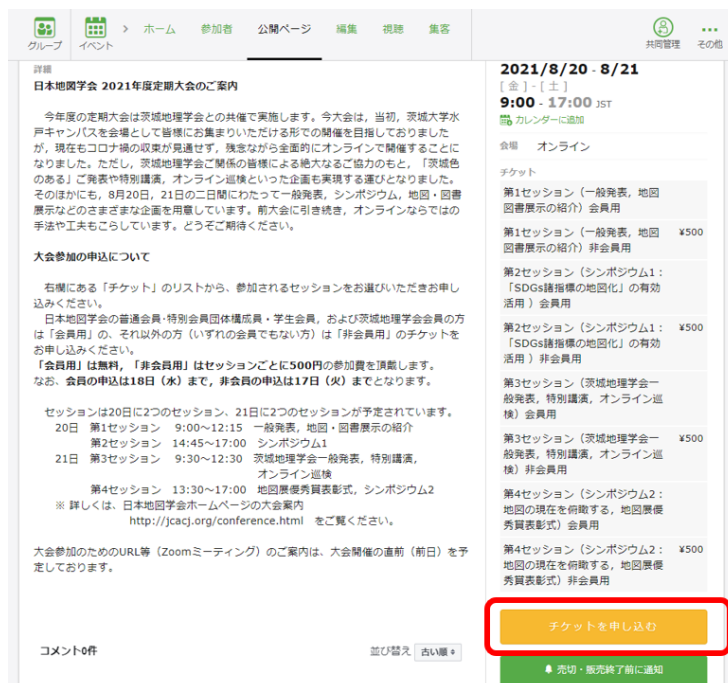 グループ
イベント
ホーム 参加者 公開ページ 編集 視聴 集客
共同管理
その他
詳細
日本地図学会 2021年度定期大会のご案内
今年度の定期大会は茨城地理学会との共催で実施します。今大会は，当初，茨城大学水
戸キャンパスを会場として皆様にお集まりいただける形での開催を目指しておりました
が，現在もコロナ禍の収束が見通せず，残念ながら全面的にオンラインで開催することに
なりました。ただし，茨城地理学会ご関係の皆様による絶大なるご協力のもと，「茨城色
のある」ご発表や特別講演，オンライン巡検といった企画も実現する運びとなりました。
そのほかにも，8月20日，21日の二日間にわたって一般発表，シンポジウム，地図・図書
展示などのさまざまな企画を用意しています。前大会に引き続き，オンラインならではの
手法や工夫もこらしています。どうぞご期待ください。
大会参加の申込について
右欄にある「チケット」のリストから，参加されるセッションをお選びいただきお申し
込みください。
日本地図学会の普通会員･特別会員団体構成員・学生会員，および茨城地理学会会員の方
は「会員用」の、それ以外の方（いずれの会員でもない方）は「非会員用」のチケットを
お申し込みください。
「会員用」は無料，「非会員用」はセッションごとに500円の参加費を頂戴します。
なお、会員の申込は18日（水）まで，非会員の申込は17日（火）までとなります。
セッションは20日に2つのセッション、21日に2つのセッションが予定されています。
20日 第1セッション 9:00～12:15 一般発表，地図・図書展示の紹介
第2セッション 14:45～17:00 シンポジウム1
21日 第3セッション 9:30～12:30 茨城地理学会一般発表，特別講演，
オンライン巡検
第4セッション 13:30～17:00 地図展優秀賞表彰式，シンポジウム2
※ 詳しくは、日本地図学会ホームページの大会案内
http://jcacj.org/conference.html をご覧ください。
大会参加のためのURL等（Zoomミーティング）のご案内は、大会開催の直前（前日）を予
定しております。
コメント0件
並び替え 古い順
2021/8/20 - 8/21
[ 金 ] - [ 土 ]
9:00 - 17:00 JST
カレンダーに追加
会場 オンライン
チケット
第1セッション（一般発表，地図
図書展示の紹介）会員用
第1セッション（一般発表，地図 ¥500
図書展示の紹介）非会員用
第2セッション（シンポジウム1：
「SDGs諸指標の地図化」の有効
活用 ）会員用
第2セッション（シンポジウム1： ¥500
「SDGs諸指標の地図化」の有効
活用 ）非会員用
第3セッション（茨城地理学会一
般発表，特別講演，オンライン巡
検）会員用
第3セッション（茨城地理学会一 ¥500
般発表，特別講演，オンライン巡
検）非会員用
第4セッション（シンポジウム2：
地図の現在を俯瞰する，地図展優
秀賞表彰式）会員用
第4セッション（シンポジウム2： ¥500
地図の現在を俯瞰する，地図展優
秀賞表彰式）非会員用
チケットを申し込む
売切・販売終了前に通知